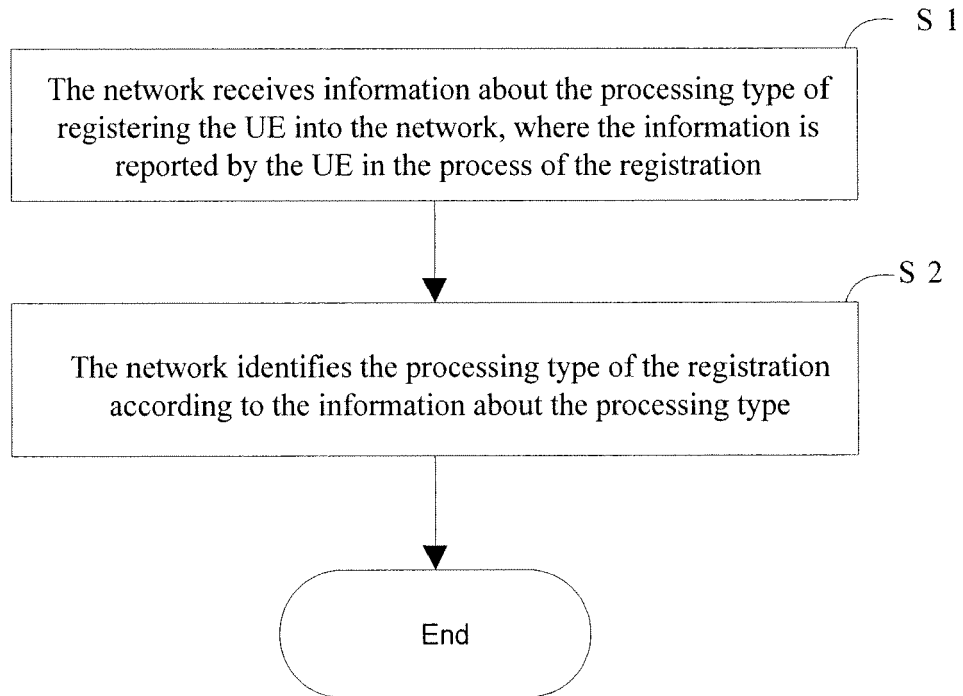 S 1
The network receives information about the processing type of
registering the UE into the network, where the information is
reported by the UE in the process of the registration
S 2
The network identifies the processing type of the registration
according to the information about the processing type
End